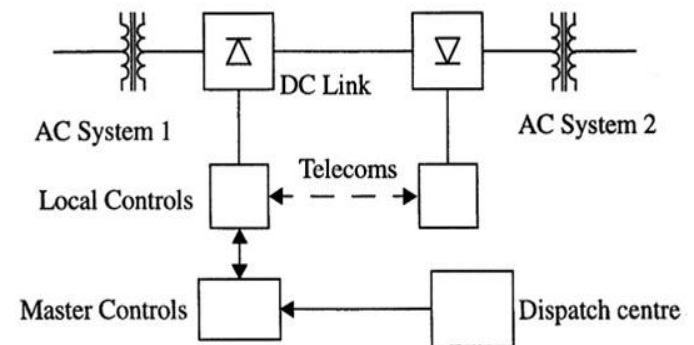 DC Link
AC System 1
AC System 2
Telecoms
Local Controls
Master Controls
Dispatch centre